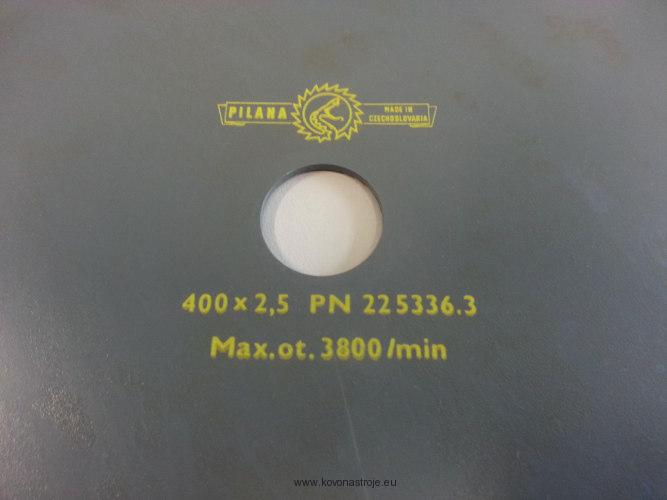 PILANA
MADE IN
CZECHOSLOVAKIA
400 x 2,5 PN 225336.3
Max.ot. 3800/min
www.kovonastroje.eu